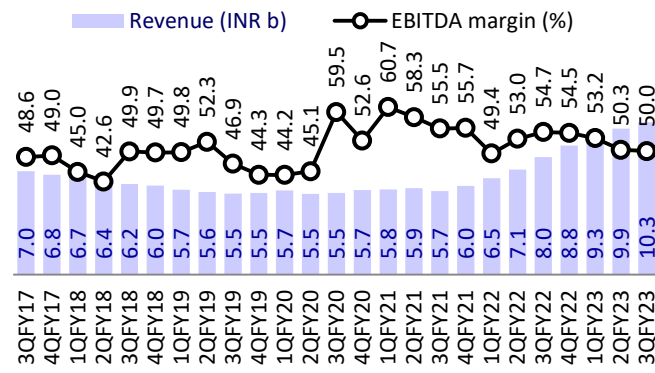 Revenue (INR b) EBITDA margin (%)
48.6 49.0 45.0 42.6 49.9 49.7 49.8 52.3 46.9 44.3 44.2 45.1 59.5 52.6 60.7 58.3 55.5 55.7 49.4 53.0 54.7 54.5 53.2 50.3 50.0
7.0 6.8 6.7 6.4 6.2 6.0 5.7 5.6 5.5 5.5 5.7 5.5 5.5 5.7 5.8 5.9 5.7 6.0 6.5 7.1 8.0 8.8 9.3 9.9 10.3
3QFY17 4QFY17 1QFY18 2QFY18 3QFY18 4QFY18 1QFY19 2QFY19 3QFY19 4QFY19 1QFY20 2QFY20 3QFY20 4QFY20 1QFY21 2QFY21 3QFY21 4QFY21 1QFY22 2QFY22 3QFY22 4QFY22 1QFY23 2QFY23 3QFY23